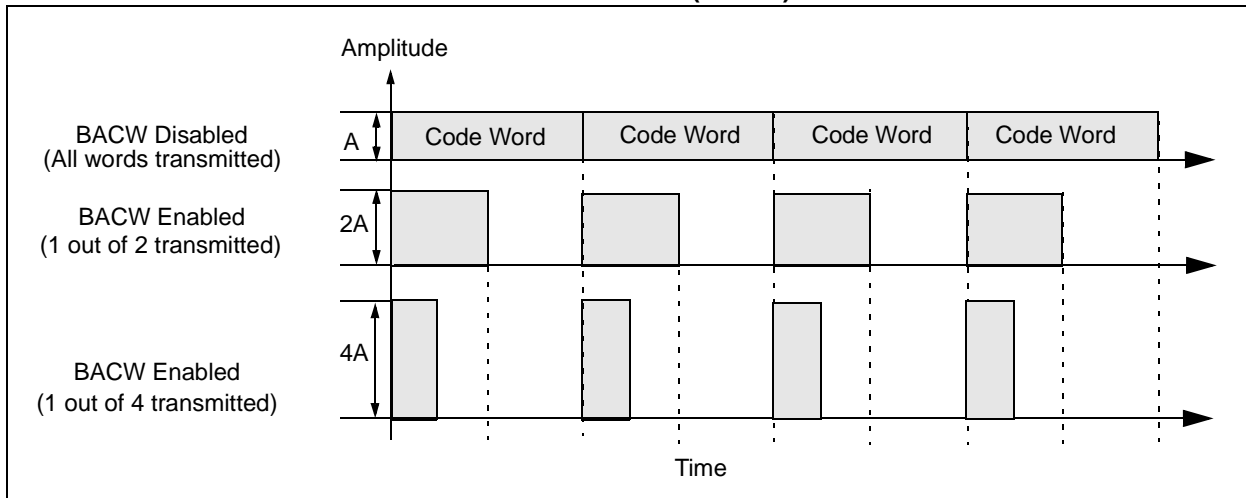 Amplitude
BACW Disabled
(All words transmitted)
A
Code Word
Code Word
Code Word
Code Word
BACW Enabled
(1 out of 2 transmitted)
2A
BACW Enabled
(1 out of 4 transmitted)
4A
Time